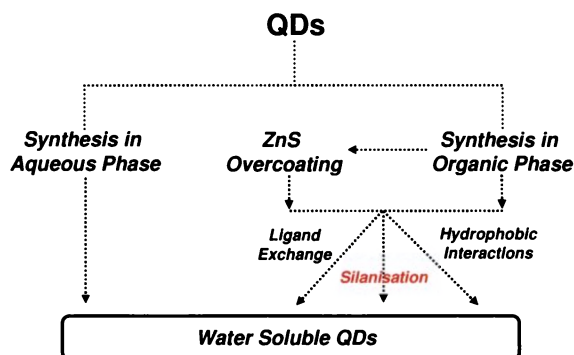 QDs
Synthesis in
Aqueous Phase
ZnS
Overcoating
Synthesis in
Organic Phase
Ligand
Exchange
Hydrophobic
Interactions
Silanisation
Water Soluble QDs